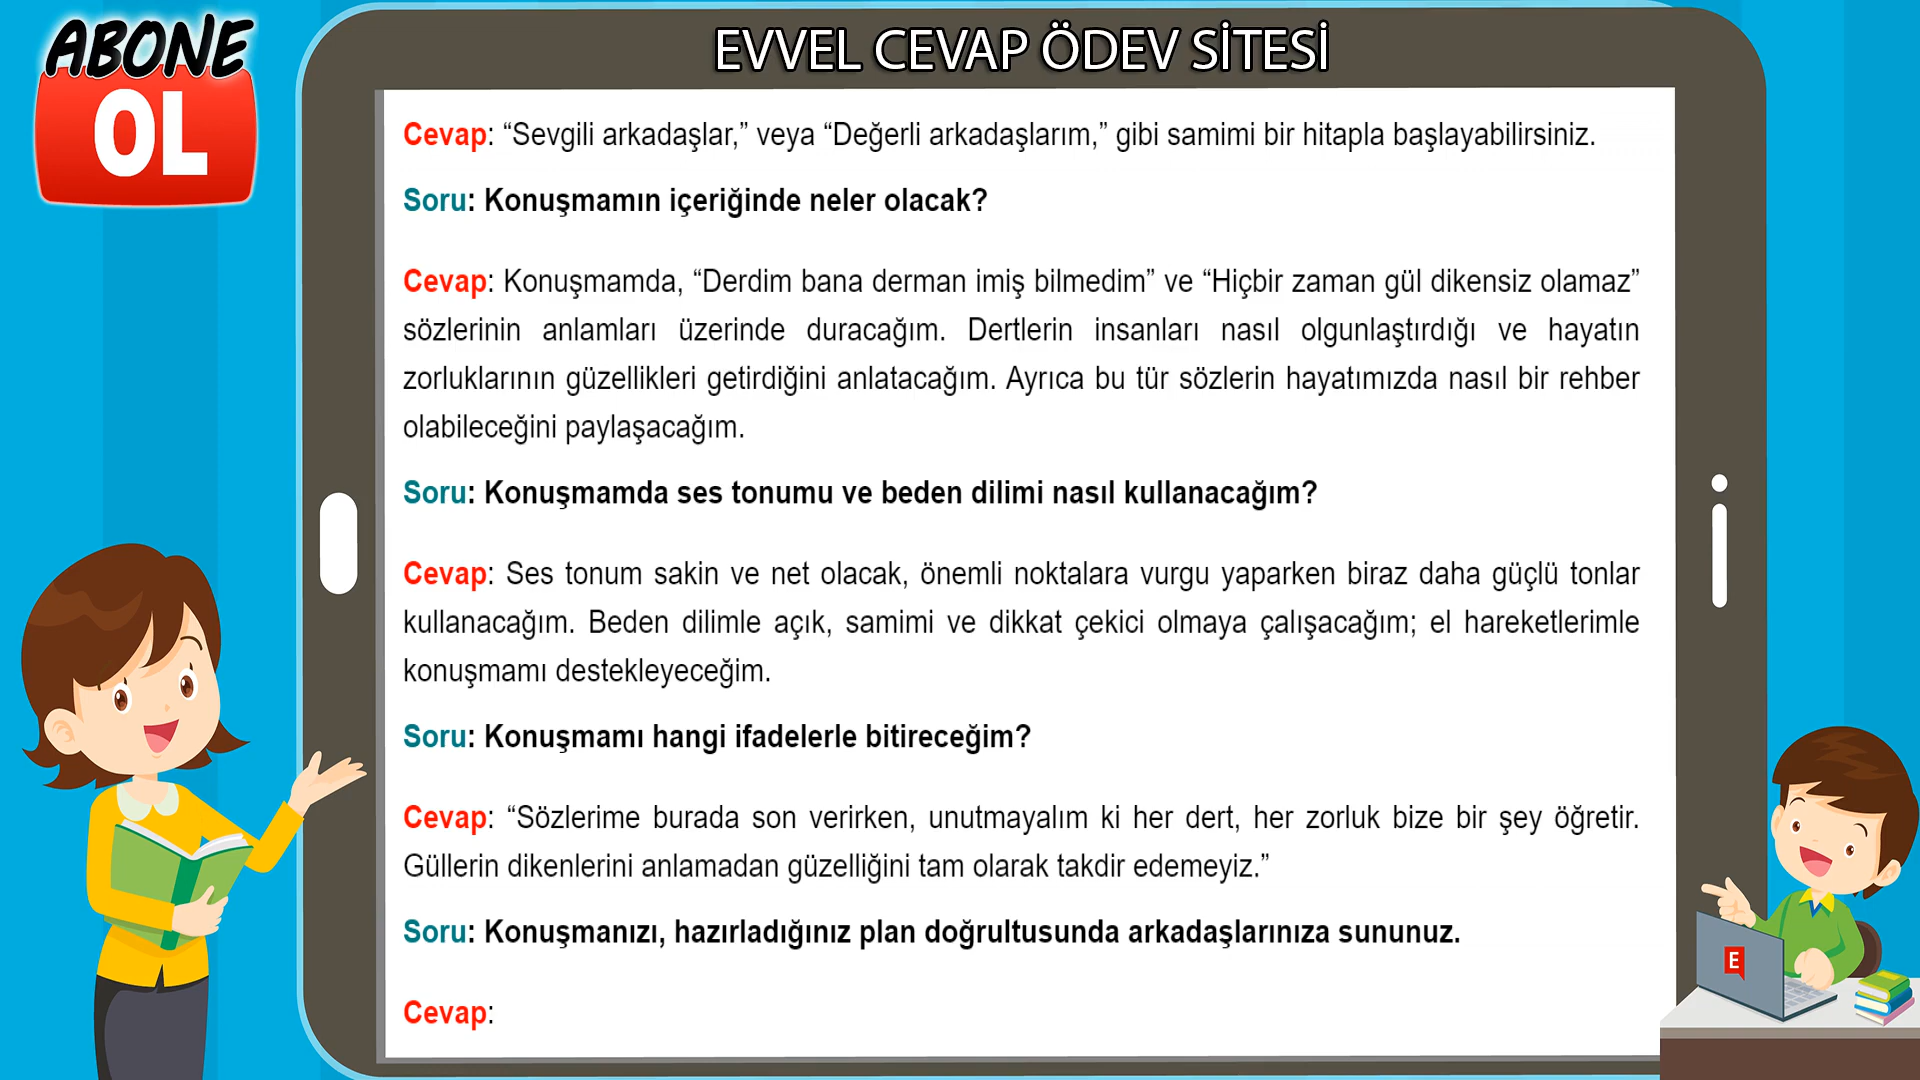 ABONE
OL
EVVEL CEVAP ÖDEV SİTESİ
Cevap: “Sevgili arkadaşlar,” veya “Değerli arkadaşlarım,” gibi samimi bir hitapla başlayabilirsiniz.
Soru: Konuşmamın içeriğinde neler olacak?
Cevap: Konuşmamda, “Derdim bana derman imiş bilmedim” ve “Hiçbir zaman gül dikensiz olamaz”
sözlerinin anlamları üzerinde duracağım. Dertlerin insanları nasıl olgunlaştırdığı ve hayatın
zorluklarının güzellikleri getirdiğini anlatacağım. Ayrıca bu tür sözlerin hayatımızda nasıl bir rehber
olabileceğini paylaşacağım.
Soru: Konuşmamda ses tonumu ve beden dilimi nasıl kullanacağım?
Cevap: Ses tonum sakin ve net olacak, önemli noktalara vurgu yaparken biraz daha güçlü tonlar
kullanacağım. Beden dilimle açık, samimi ve dikkat çekici olmaya çalışacağım; el hareketlerimle
konuşmamı destekleyeceğim.
Soru: Konuşmamı hangi ifadelerle bitireceğim?
Cevap: “Sözlerime burada son verirken, unutmayalım ki her dert, her zorluk bize bir şey öğretir.
Güllerin dikenlerini anlamadan güzelliğini tam olarak takdir edemeyiz.”
Soru: Konuşmanızı, hazırladığınız plan doğrultusunda arkadaşlarınıza sununuz.
Cevap:
E